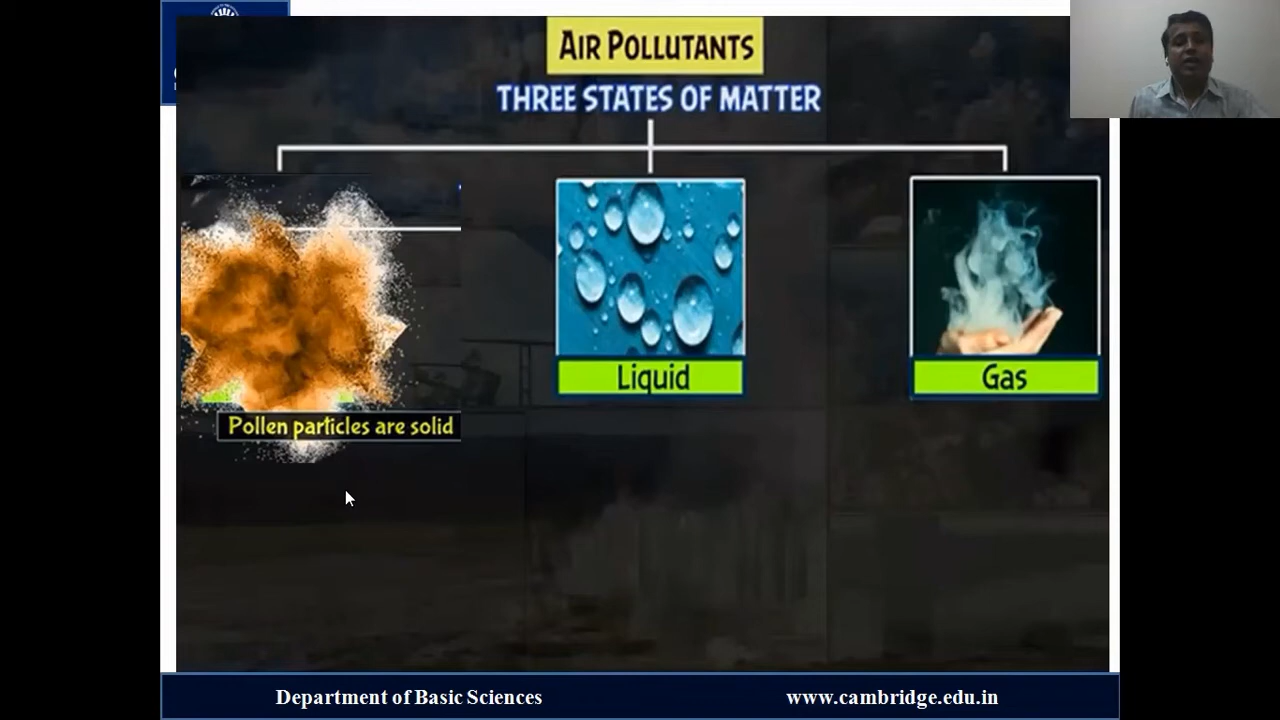 AIR POLLUTANTS
THREE STATES OF MATTER
Liquid
Gas
Pollen particles are solid
Department of Basic Sciences
www.cambridge.edu.in